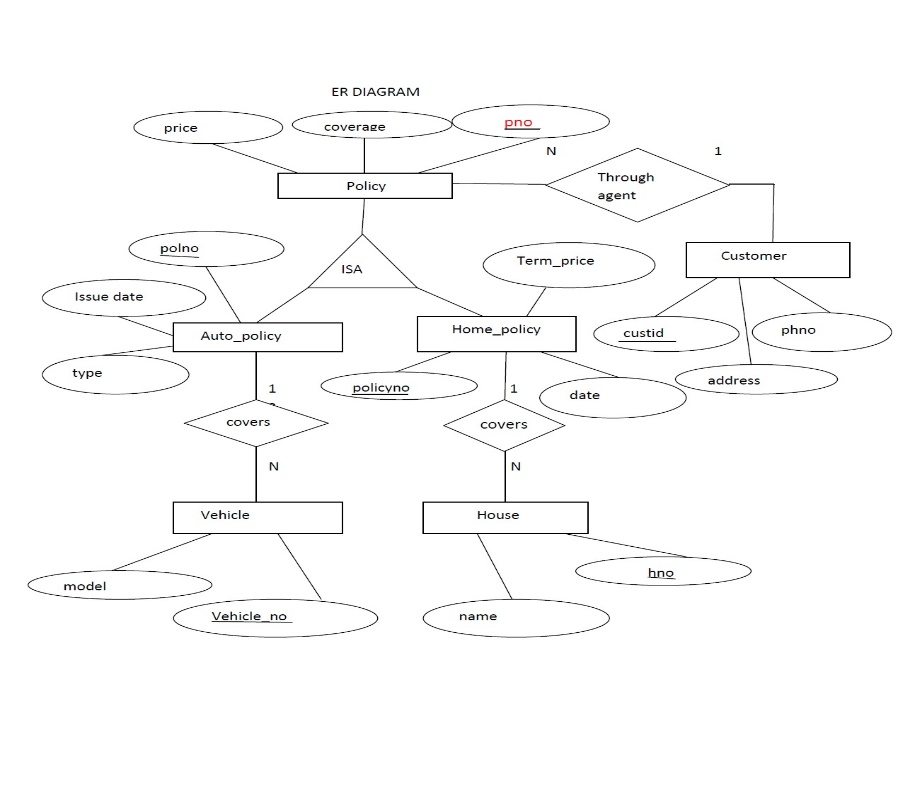 ER DIAGRAM
price
coverage
pno
N
1
Policy
Through
agent
polno
ISA
Term_price
Customer
Issue date
Auto_policy
Home_policy
custid
phno
type
policyno
date
address
1
1
covers
covers
N
N
Vehicle
House
model
hno
Vehicle_no
name